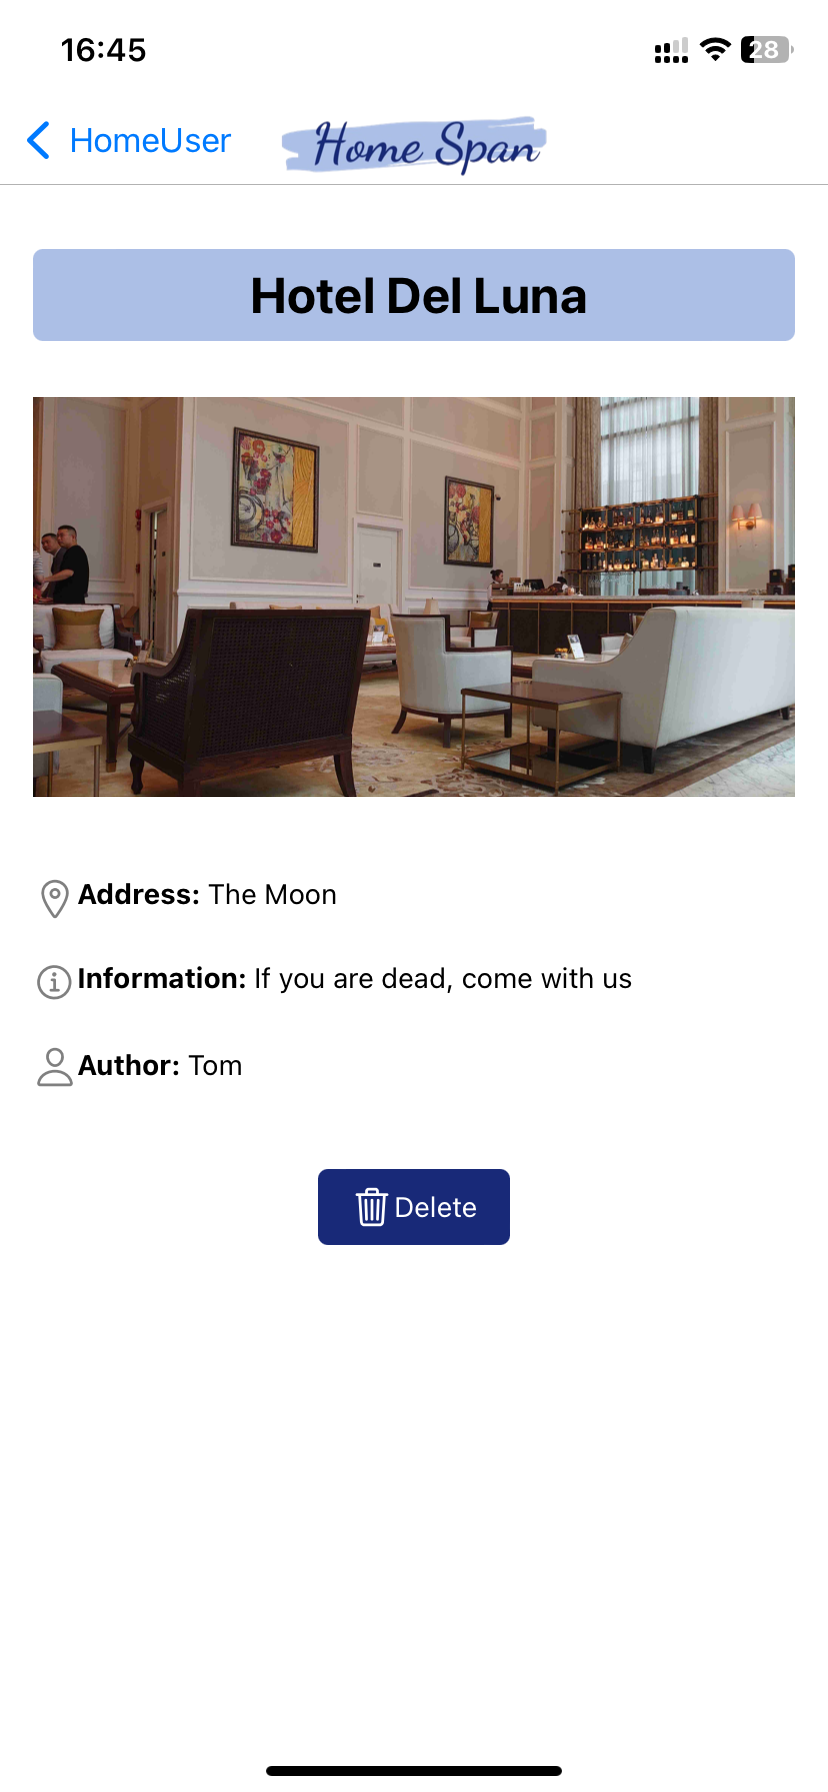 16:45
28
HomeUser
Home Span
Hotel Del Luna
Address: The Moon
Information: If you are dead, come with us
Author: Tom
Delete